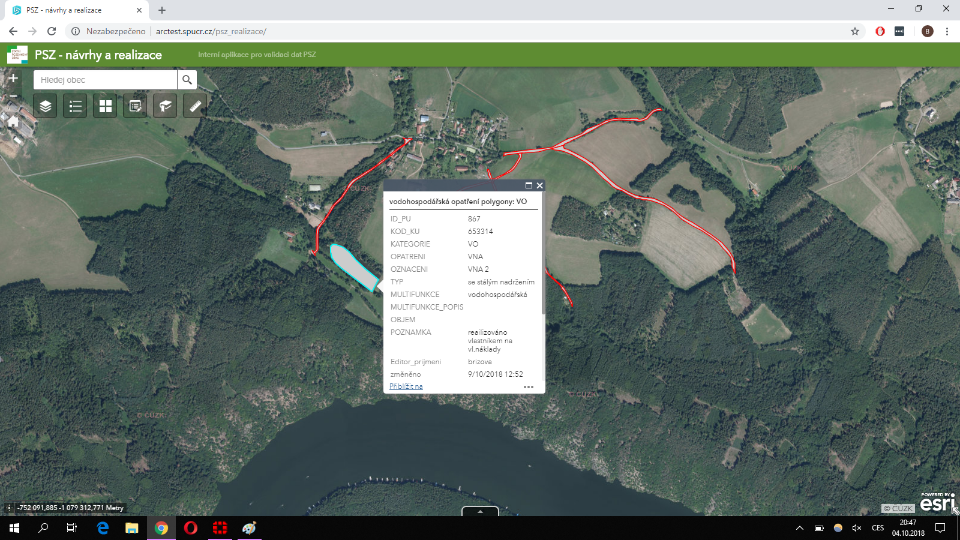 PSZ - návrhy a realizace
Nezabezpečeno
arctest.spucr.cz/psz_realizace/
PSZ - návrhy a realizace
Interní aplikace pro validaci dat PSZ
Hledej obec
© ČÚZK
vodohospodářská opatření polygony: VO
ID_PU 867
KOD_KU 653314
KATEGORIE VO
OPATRENI VNA
OZNACENI VNA 2
TYP se stálým nadržením
MULTIFUNKCE vodohospodářská
MULTIFUNKCE_POPIS
OBJEM
POZNAMKA reailizováno
vlastníkem na
vl.náklady
Editor_prijmeni brizova
změněno 9/10/2018 12:52
Přiblížit na
© ČÚZK
-752 091,885 -1 079 312,771 Metry
POWERED BY
esri
© ČÚZK
CES
20:47
04.10.2018